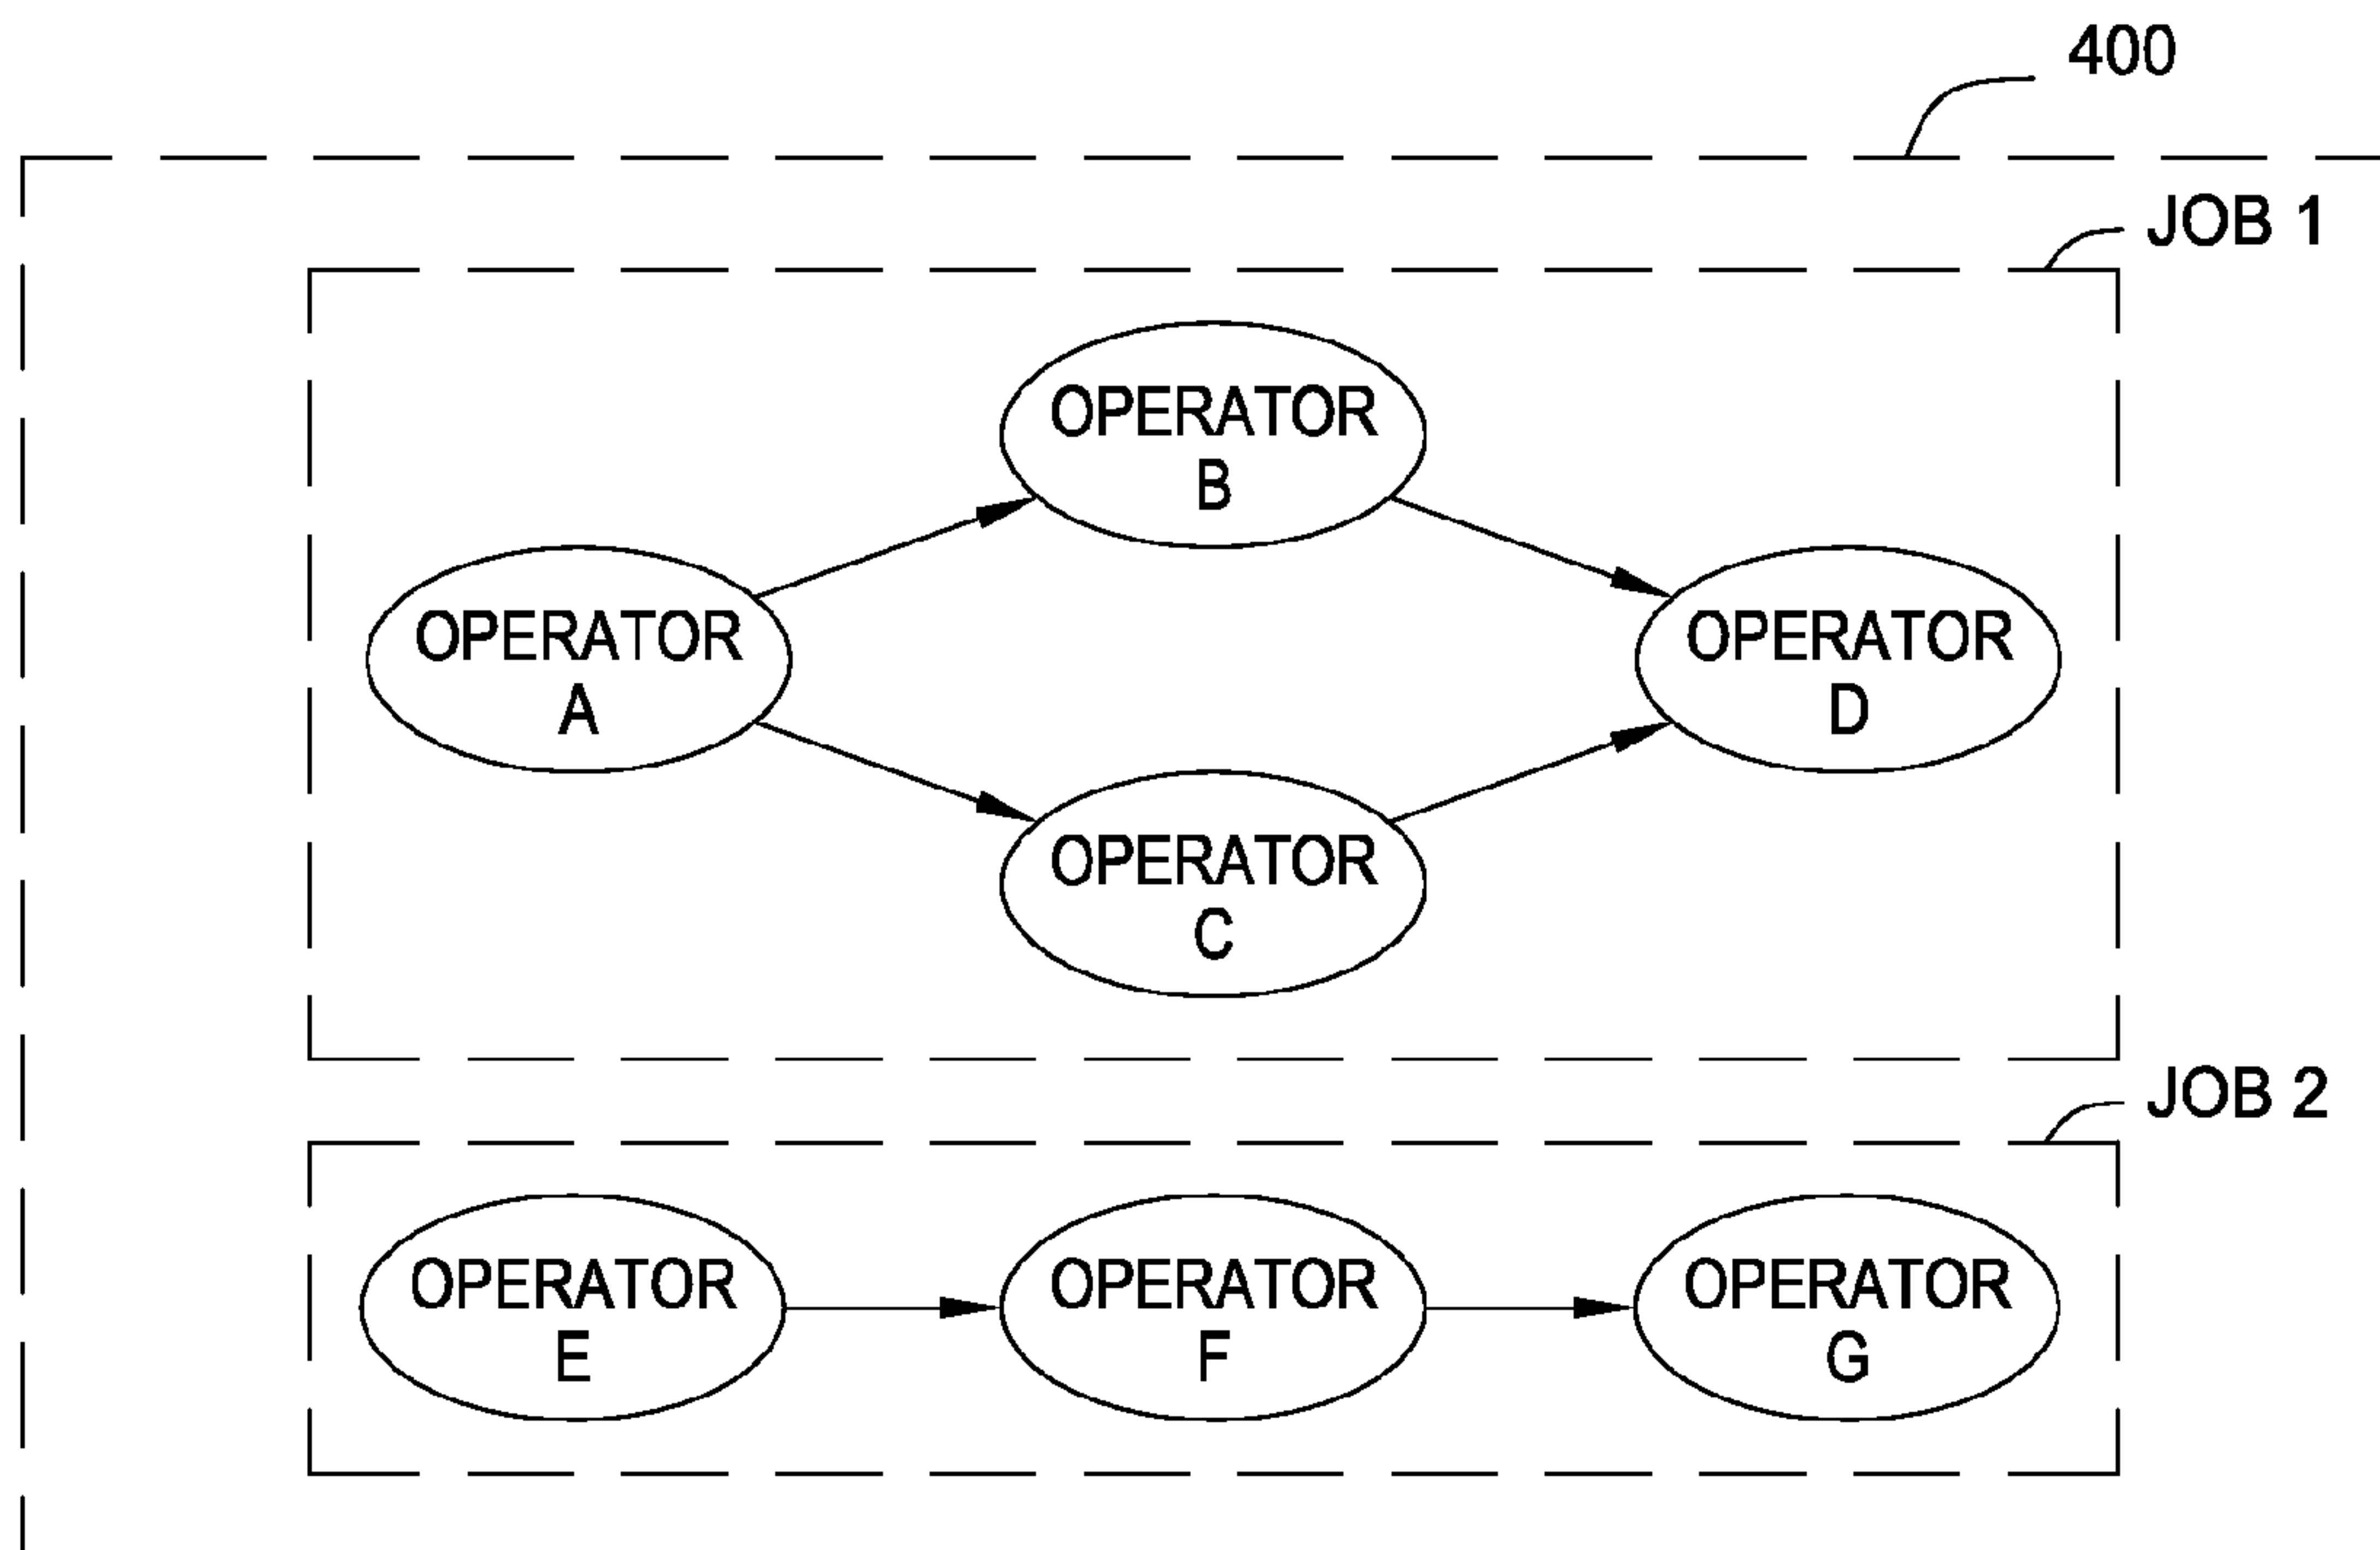 400
JOB 1
OPERATOR
B
OPERATOR
A
OPERATOR
D
OPERATOR
C
JOB 2
OPERATOR
E
OPERATOR
F
OPERATOR
G